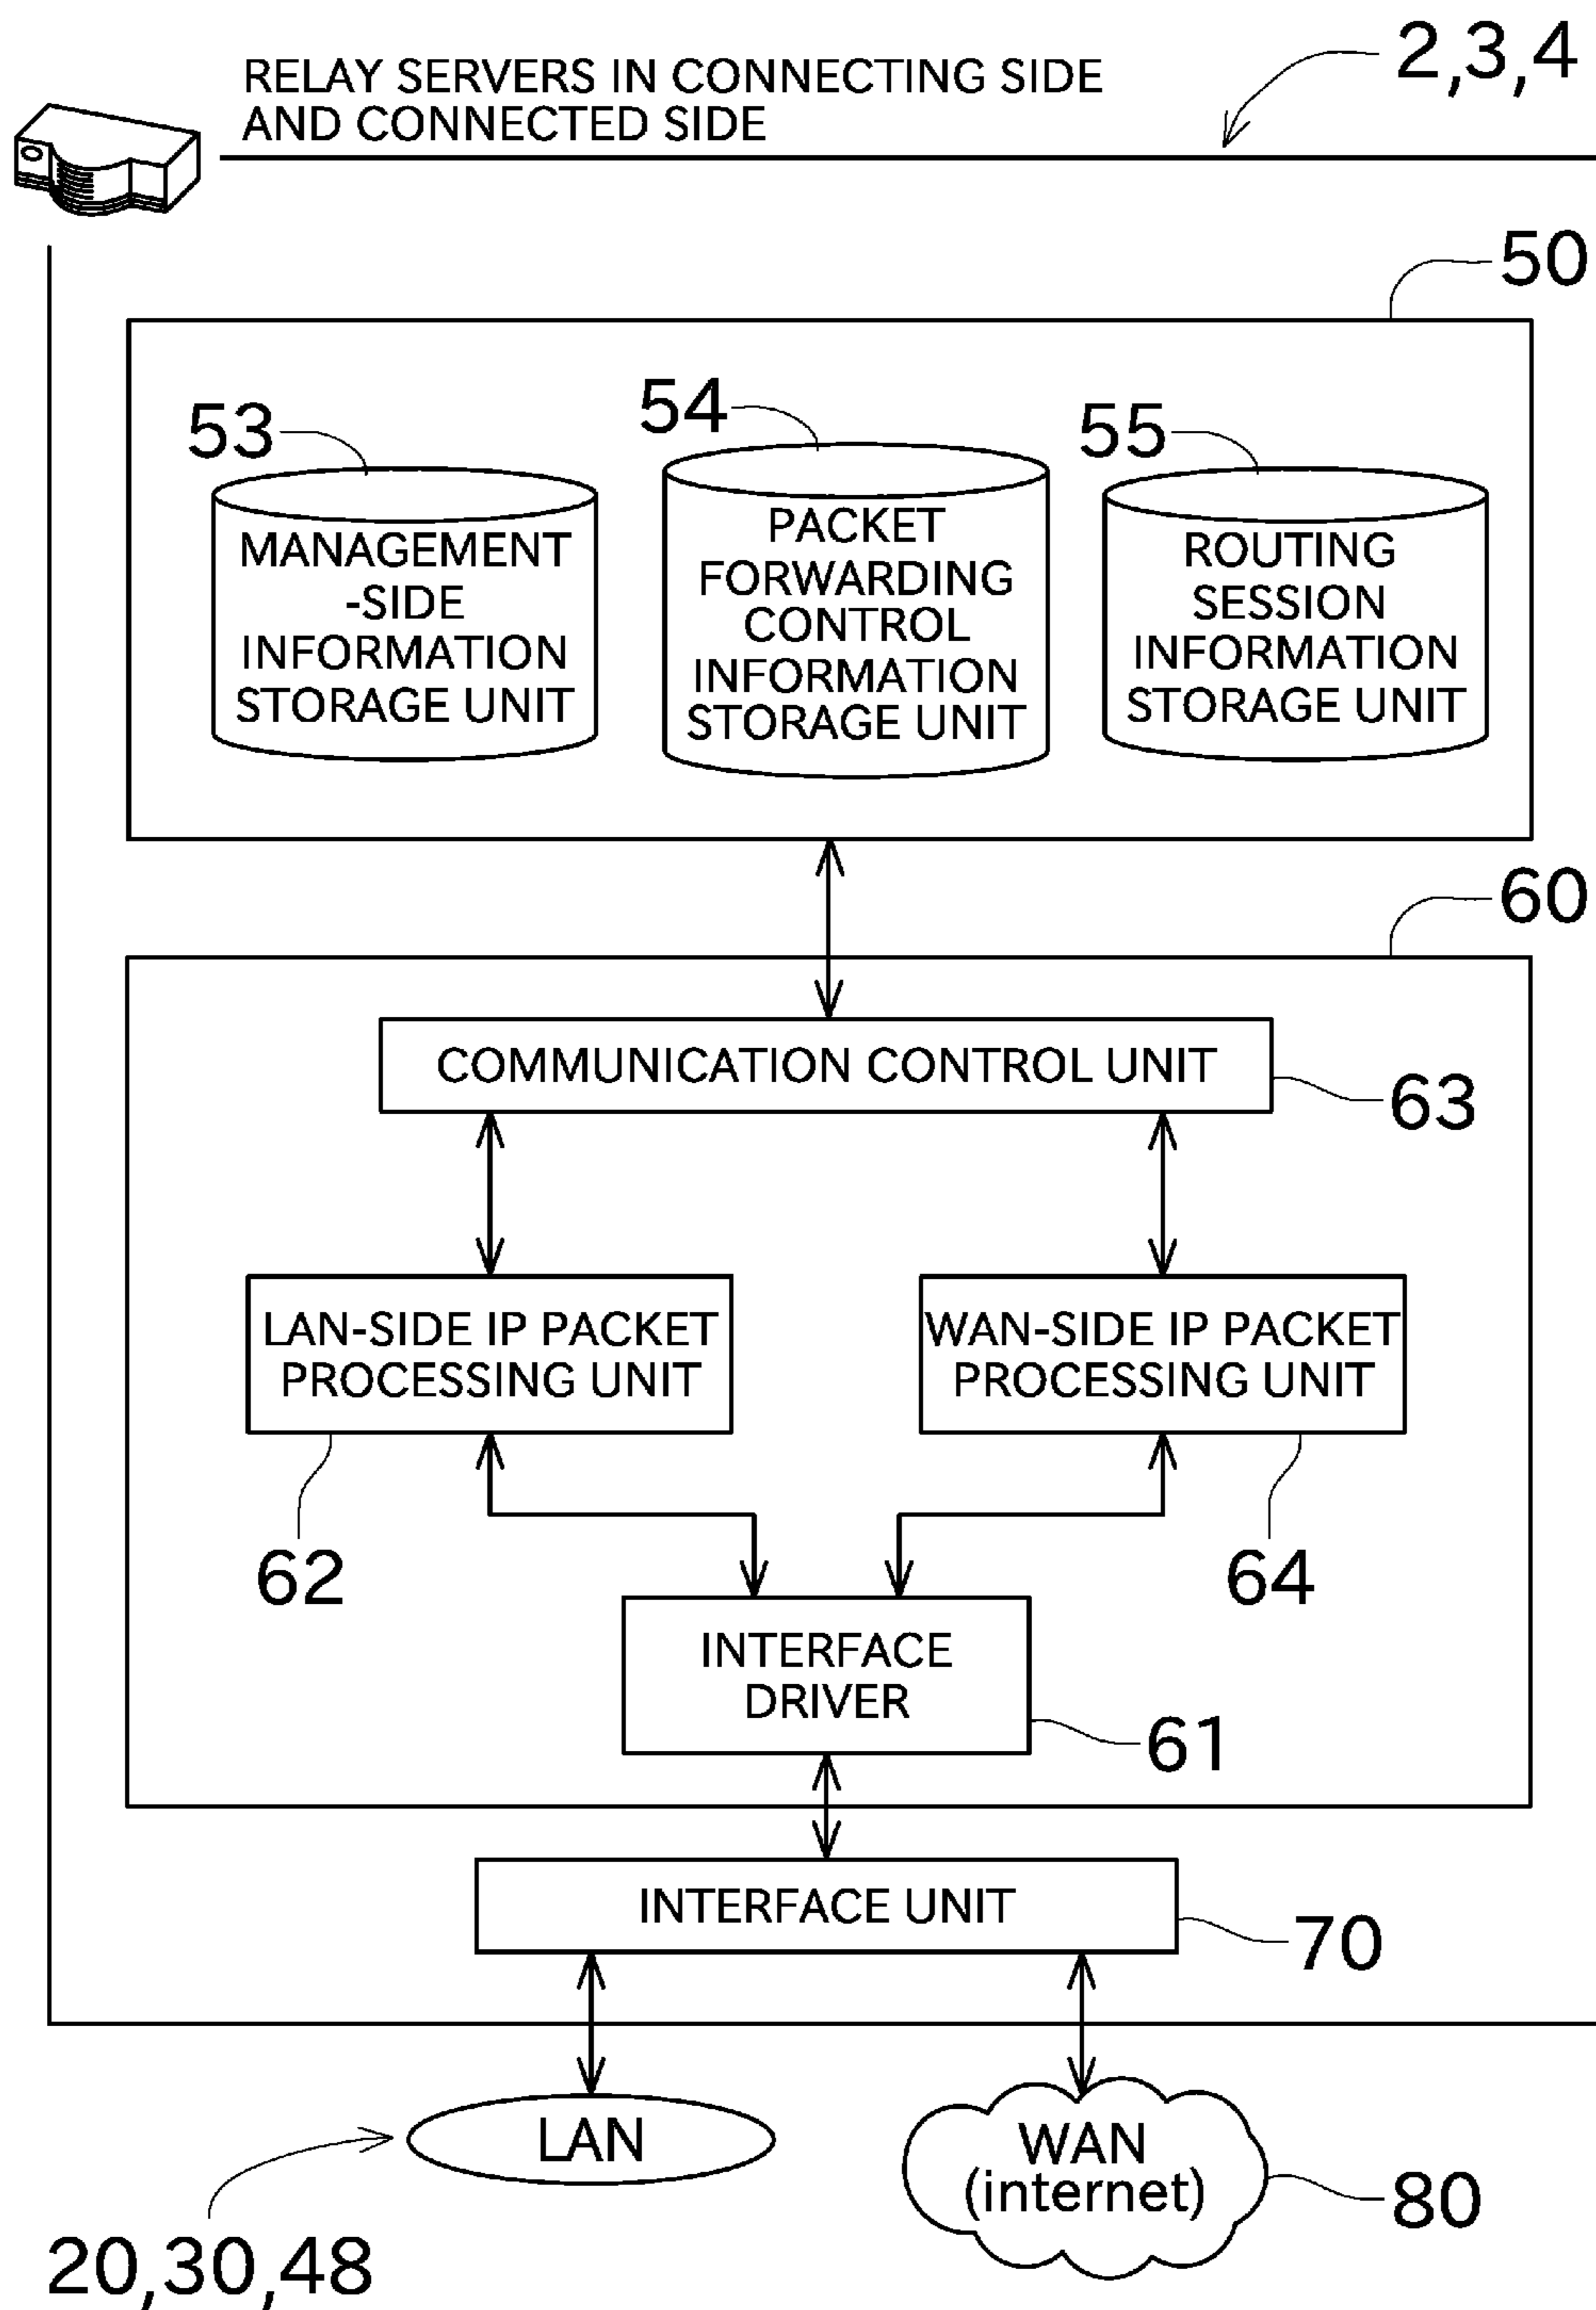 RELAY SERVERS IN CONNECTING SIDE
AND CONNECTED SIDE
2,3,4
50
53
54
55
MANAGEMENT
-SIDE
INFORMATION
STORAGE UNIT
PACKET
FORWARDING
CONTROL
INFORMATION
STORAGE UNIT
ROUTING
SESSION
INFORMATION
STORAGE UNIT
60
COMMUNICATION CONTROL UNIT
63
LAN-SIDE IP PACKET
PROCESSING UNIT
WAN-SIDE IP PACKET
PROCESSING UNIT
62
64
INTERFACE
DRIVER
61
INTERFACE UNIT
70
LAN
WAN
(internet)
80
20,30,48